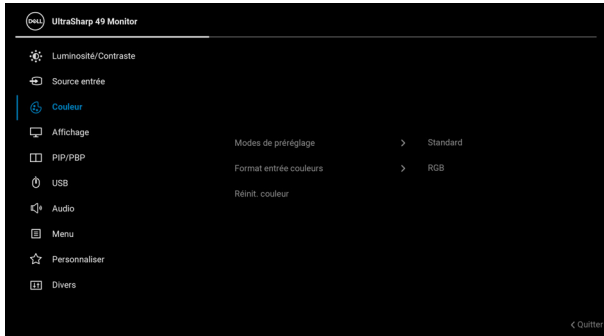 DELL UltraSharp 49 Monitor
Luminosité/Contraste
Source entrée
Couleur
Affichage
Modes de préréglage Standard
PIP/PBP
Format entrée couleurs RGB
USB
Réinit. couleur
Audio
Menu
Personnaliser
Divers
Quitter